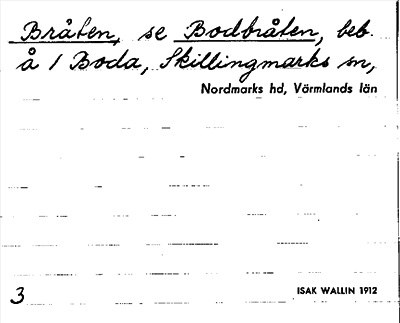 Bråten, se Bodbråten, beb.
å 1 Boda, Skillingmarks sn,
Nordmarks hd, Värmlands län
3
ISAK WALLIN 1912